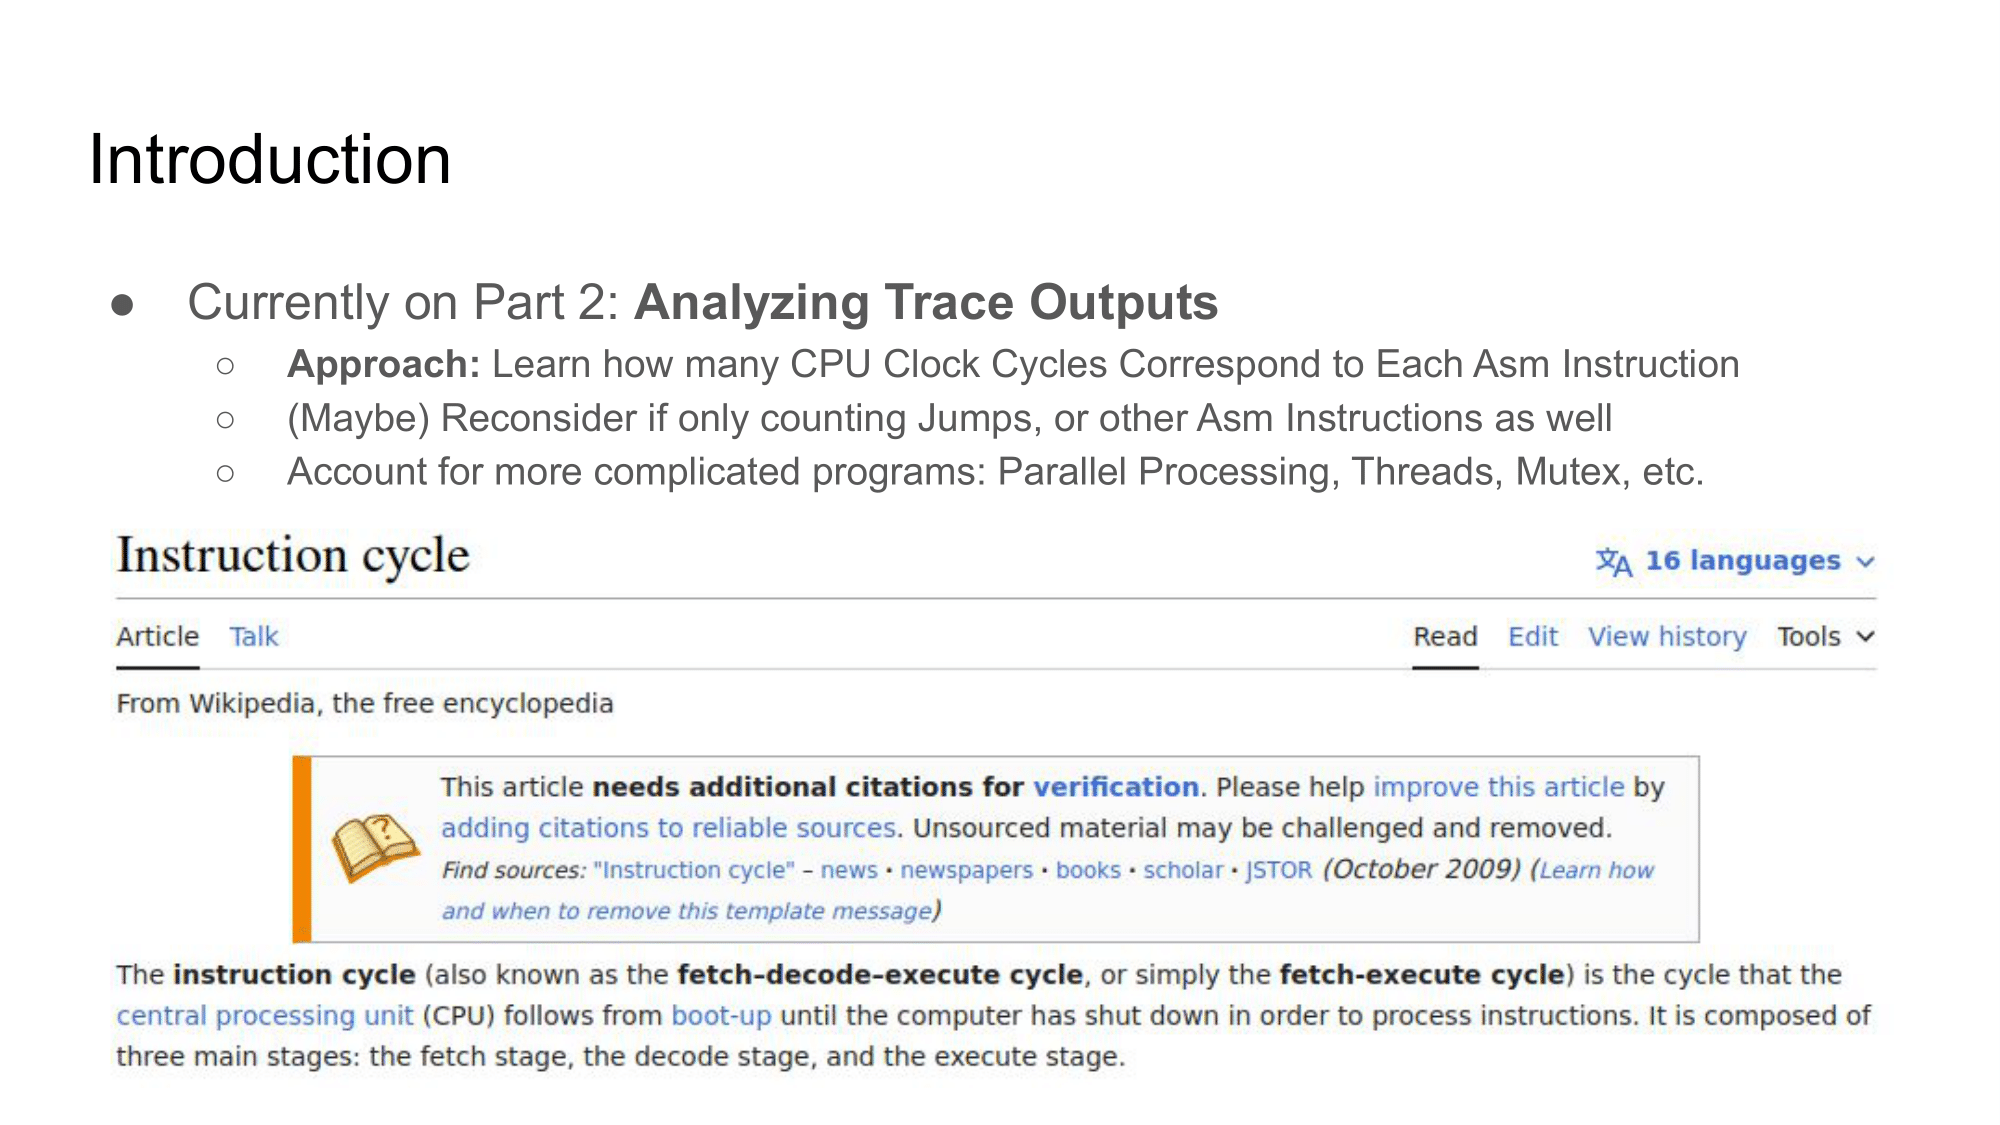 Introduction
● Currently on Part 2: Analyzing Trace Outputs
○ Approach: Learn how many CPU Clock Cycles Correspond to Each Asm Instruction
○ (Maybe) Reconsider if only counting Jumps, or other Asm Instructions as well
○ Account for more complicated programs: Parallel Processing, Threads, Mutex, etc.
Instruction cycle
16 languages
Article Talk
Read Edit View history Tools
From Wikipedia, the free encyclopedia
This article needs additional citations for verification. Please help improve this article by
adding citations to reliable sources. Unsourced material may be challenged and removed.
Find sources: "Instruction cycle" – news · newspapers · books · scholar · JSTOR (October 2009) (Learn how
and when to remove this template message)
The instruction cycle (also known as the fetch–decode–execute cycle, or simply the fetch-execute cycle) is the cycle that the
central processing unit (CPU) follows from boot-up until the computer has shut down in order to process instructions. It is composed of
three main stages: the fetch stage, the decode stage, and the execute stage.